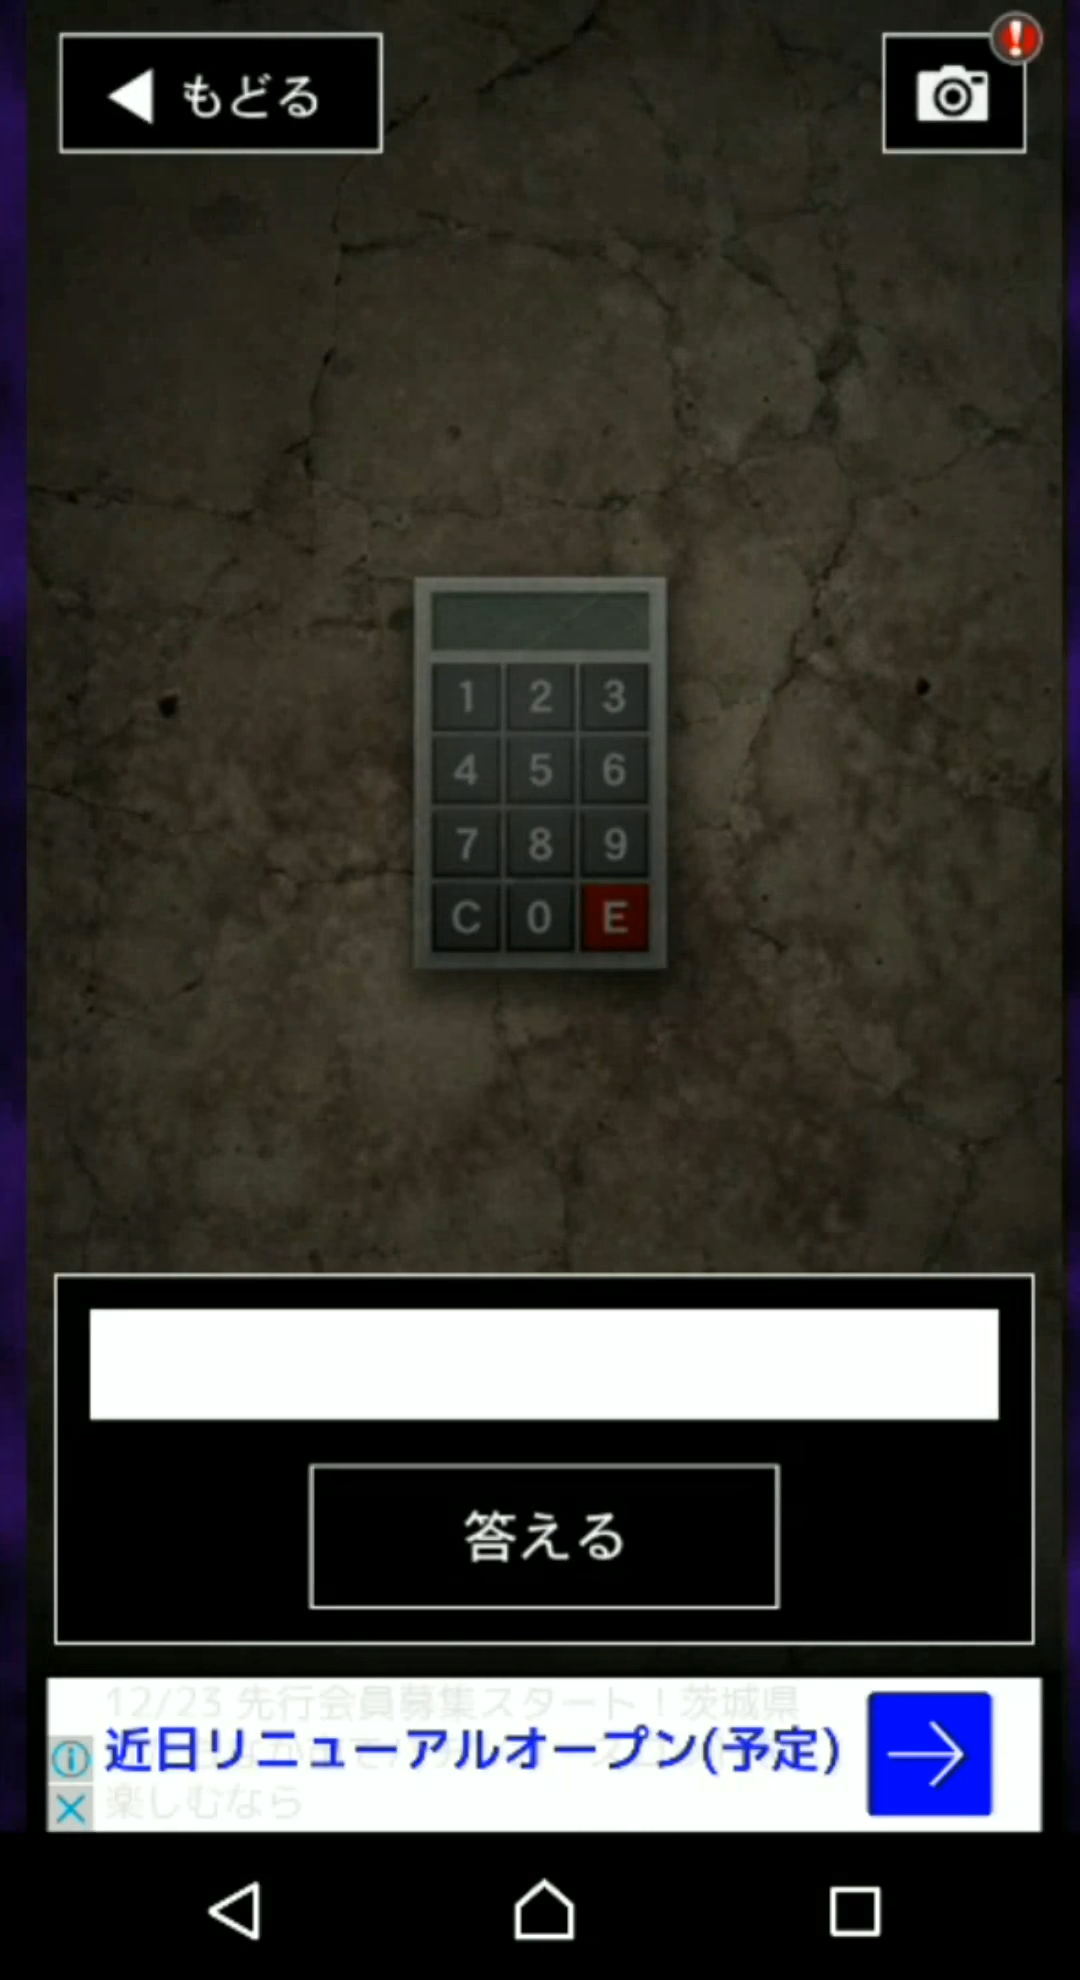 もどる
1 2 3
4 5 6
7 8 9
C 0 E
答える
12/23 先行会員募集スタート！茨城県
近日リニューアルオープン(予定)
楽しむなら